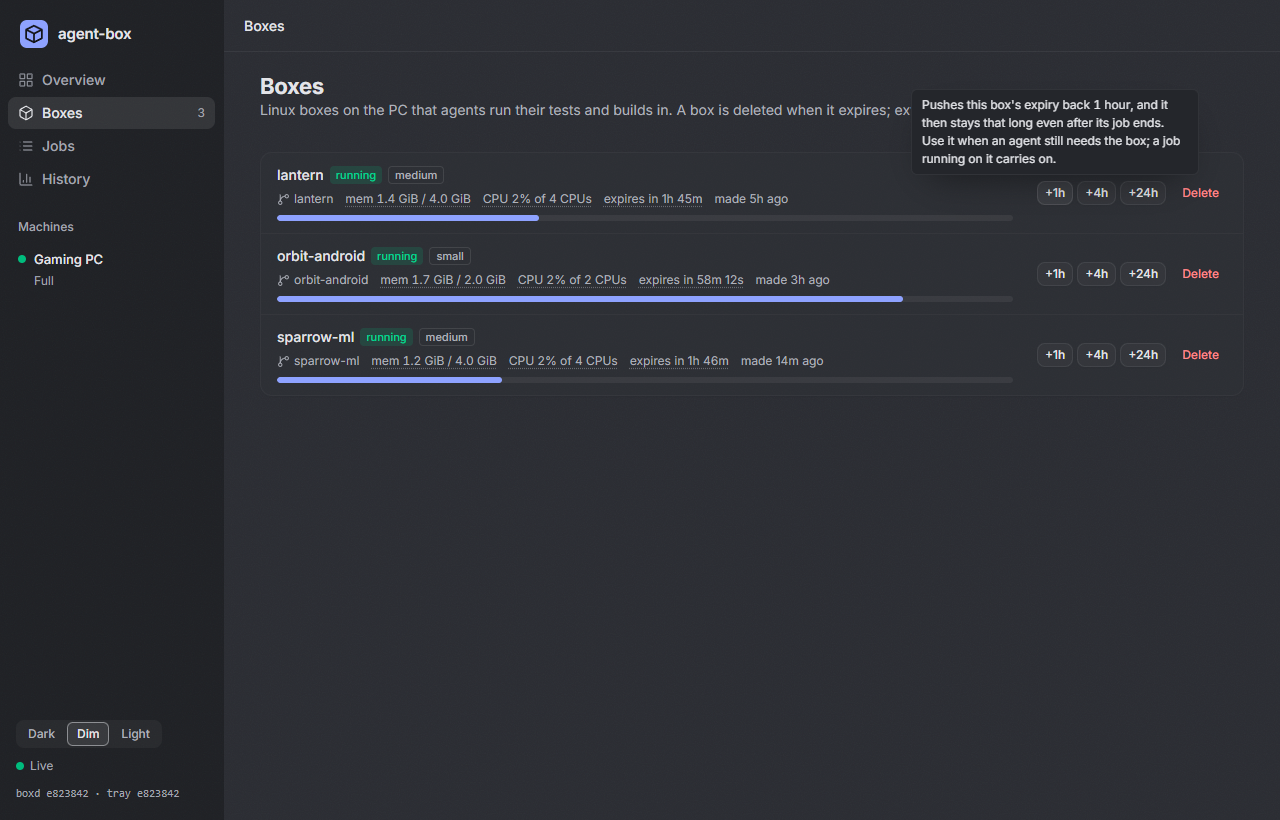 agent-box
Overview
Boxes 3
Jobs
History
Machines
Gaming PC
Full
Dark Dim Light
Live
boxd e823842 · tray e823842
Boxes
Boxes
Linux boxes on the PC that agents run their tests and builds in. A box is deleted when it expires; ex
Pushes this box's expiry back 1 hour, and it
then stays that long even after its job ends.
Use it when an agent still needs the box; a job
running on it carries on.
lantern running medium
lantern mem 1.4 GiB / 4.0 GiB CPU 2% of 4 CPUs expires in 1h 45m made 5h ago
+1h +4h +24h Delete
orbit-android running small
orbit-android mem 1.7 GiB / 2.0 GiB CPU 2% of 2 CPUs expires in 58m 12s made 3h ago
+1h +4h +24h Delete
sparrow-ml running medium
sparrow-ml mem 1.2 GiB / 4.0 GiB CPU 2% of 4 CPUs expires in 1h 46m made 14m ago
+1h +4h +24h Delete